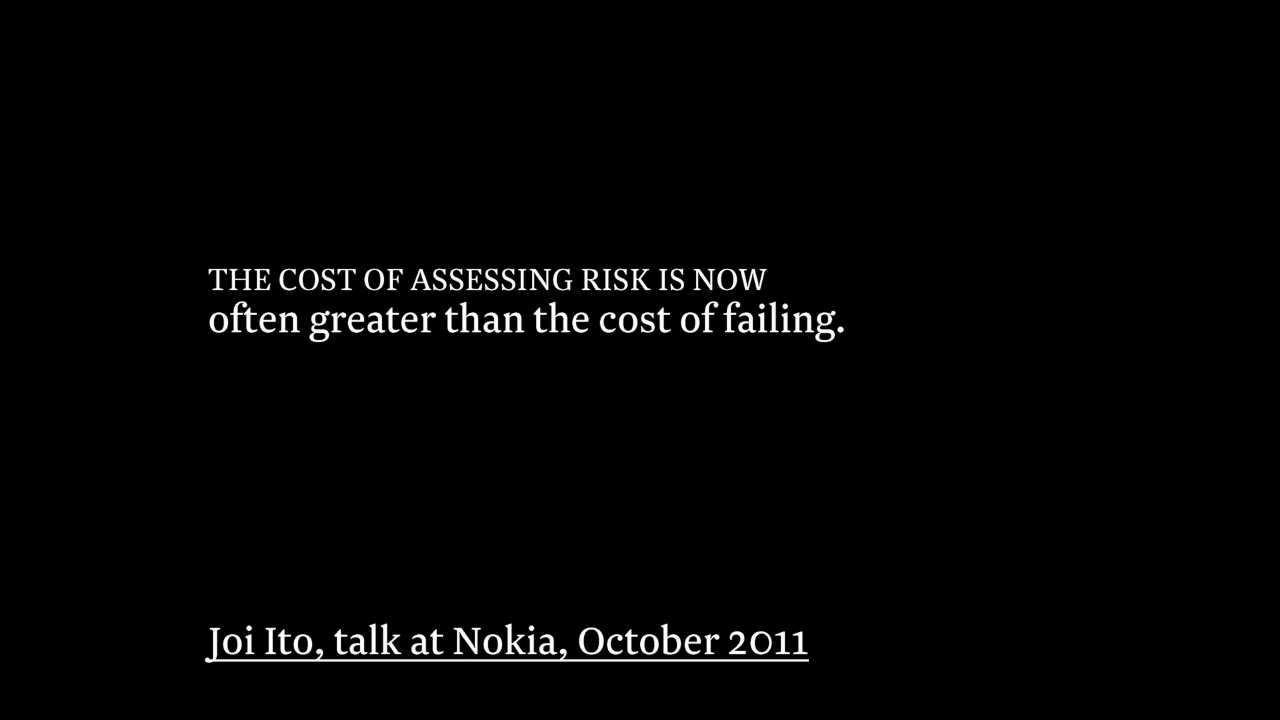 THE COST OF ASSESSING RISK IS NOW
often greater than the cost of failing.
Joi Ito, talk at Nokia, October 2011